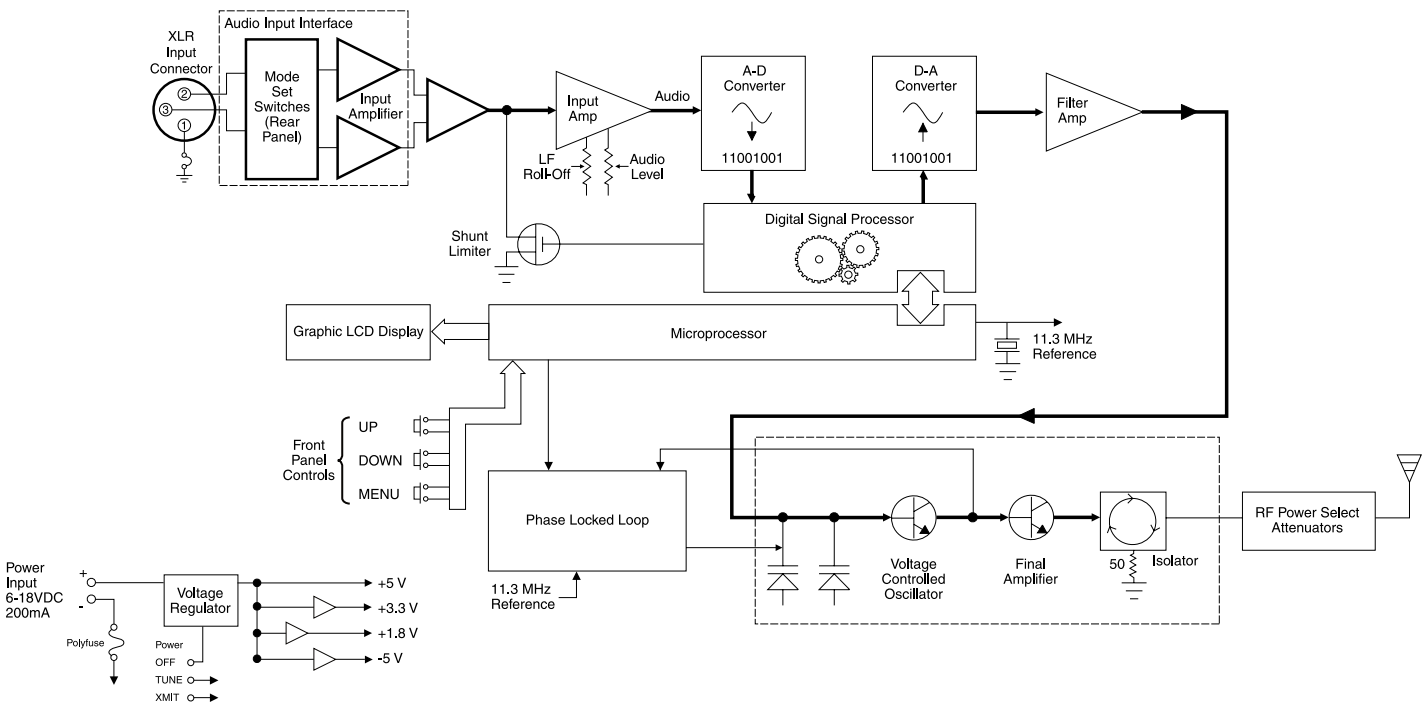 Audio Input Interface
XLR
Input
Connector
2
3
1
Mode
Set
Switches
(Rear
Panel)
Input
Amplifier
Input
Amp
LF
Roll-Off
Audio
Level
Audio
A-D
Converter
11001001
D-A
Converter
11001001
Filter
Amp
Shunt
Limiter
Digital Signal Processor
Graphic LCD Display
Microprocessor
11.3 MHz
Reference
Front
Panel
Controls
UP
DOWN
MENU
Phase Locked Loop
11.3 MHz
Reference
Voltage
Controlled
Oscillator
Final
Amplifier
50
Isolator
RF Power Select
Attenuators
Power
Input
6-18VDC
200mA
+
-
Polyfuse
Voltage
Regulator
Power
OFF
TUNE
XMIT
+5 V
+3.3 V
+1.8 V
-5 V